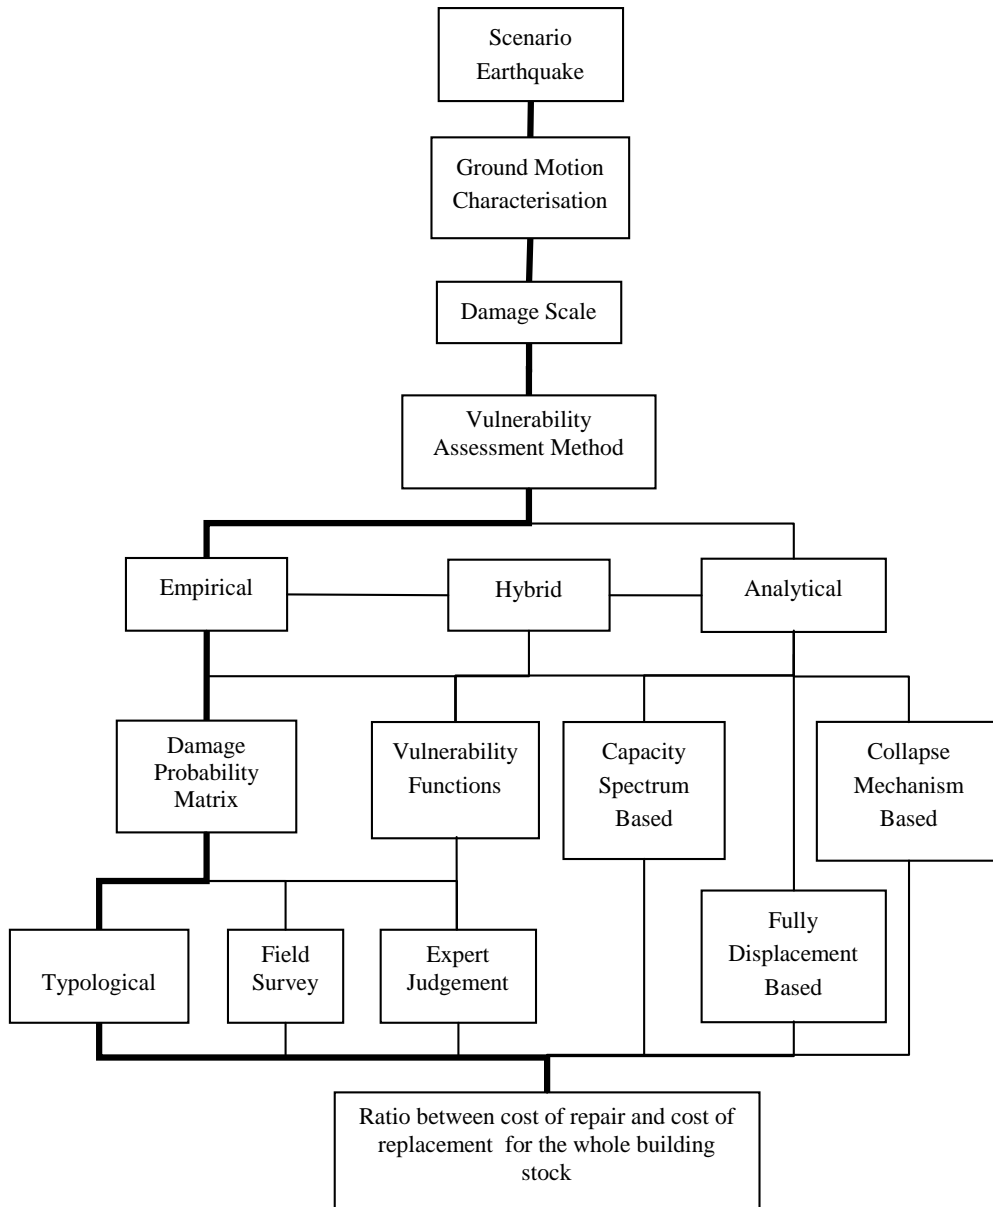 Scenario
Earthquake
Ground Motion
Characterisation
Damage Scale
Vulnerability
Assessment Method
Empirical
Hybrid
Analytical
Damage
Probability
Matrix
Vulnerability
Functions
Capacity
Spectrum
Based
Collapse
Mechanism
Based
Typological
Field
Survey
Expert
Judgement
Fully
Displacement
Based
Ratio between cost of repair and cost of
replacement for the whole building
stock